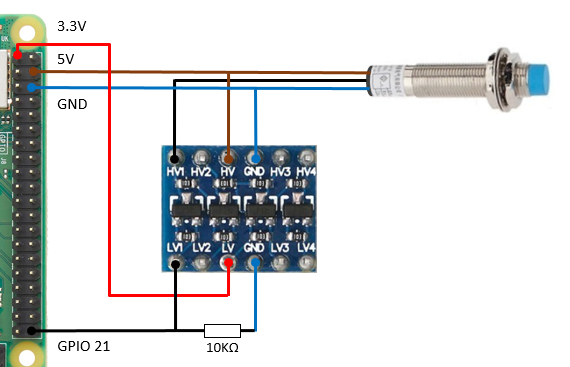 3.3V
5V
GND
HV1 HV2 HV GND HV3 HV4
LV1 LV2 LV GND LV3 LV4
GPIO 21
10KΩ